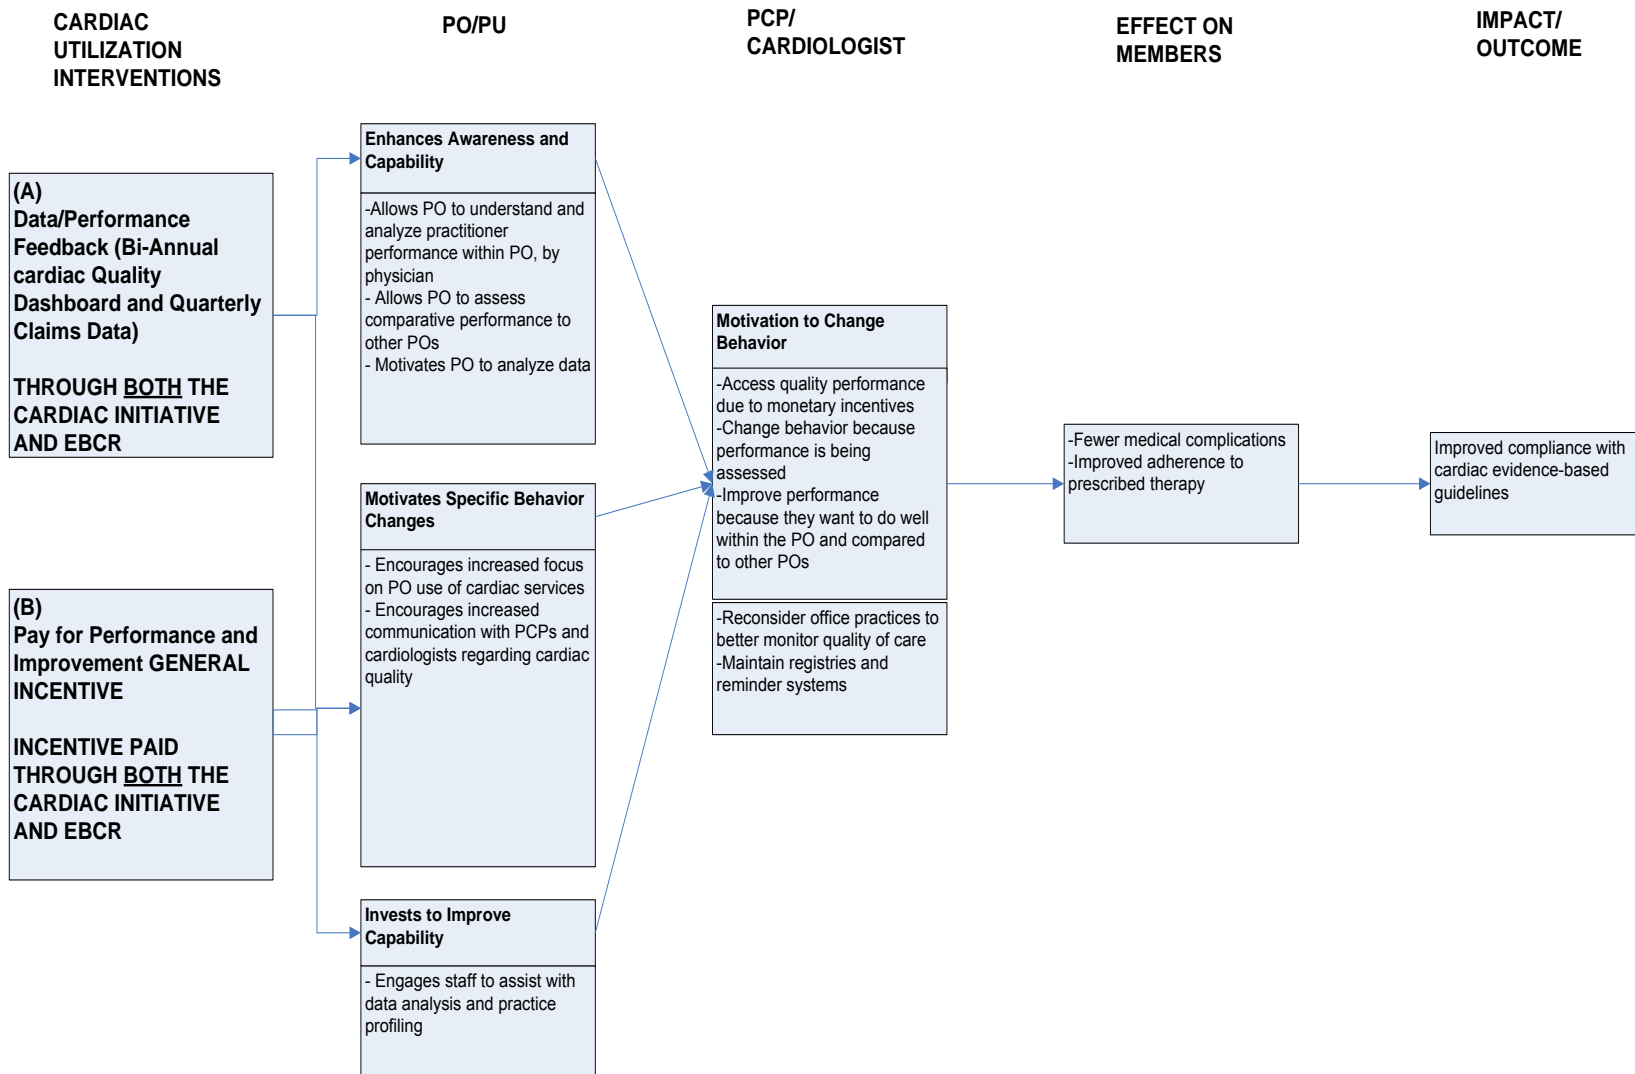 CARDIAC
UTILIZATION
INTERVENTIONS
PO/PU
PCP/
CARDIOLOGIST
EFFECT ON
MEMBERS
IMPACT/
OUTCOME
(A)
Data/Performance
Feedback (Bi-Annual
cardiac Quality
Dashboard and Quarterly
Claims Data)
THROUGH BOTH THE
CARDIAC INITIATIVE
AND EBCR
(B)
Pay for Performance and
Improvement GENERAL
INCENTIVE
INCENTIVE PAID
THROUGH BOTH THE
CARDIAC INITIATIVE
AND EBCR
Enhances Awareness and
Capability
-Allows PO to understand and
analyze practitioner
performance within PO, by
physician
- Allows PO to assess
comparative performance to
other POs
- Motivates PO to analyze data
Motivates Specific Behavior
Changes
- Encourages increased focus
on PO use of cardiac services
- Encourages increased
communication with PCPs and
cardiologists regarding cardiac
quality
Invests to Improve
Capability
- Engages staff to assist with
data analysis and practice
profiling
Motivation to Change
Behavior
-Access quality performance
due to monetary incentives
-Change behavior because
performance is being
assessed
-Improve performance
because they want to do well
within the PO and compared
to other POs
-Reconsider office practices to
better monitor quality of care
-Maintain registries and
reminder systems
-Fewer medical complications
-Improved adherence to
prescribed therapy
Improved compliance with
cardiac evidence-based
guidelines